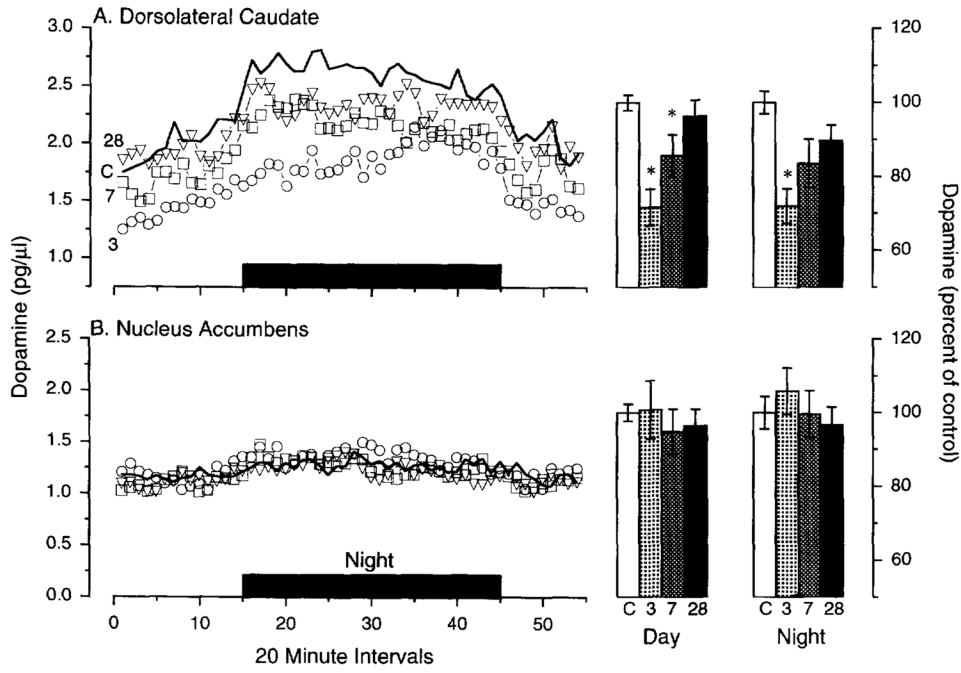 A. Dorsolateral Caudate
3.0
2.5
2.0
1.5
1.0
28
C
7
3
*
*
*
120
100
80
60
B. Nucleus Accumbens
2.5
2.0
1.5
1.0
0.5
0.0
Night
0 10 20 30 40 50
20 Minute Intervals
Dopamine (pg/μl)
C 3 7 28
Day
C 3 7 28
Night
120
100
80
60
Dopamine (percent of control)